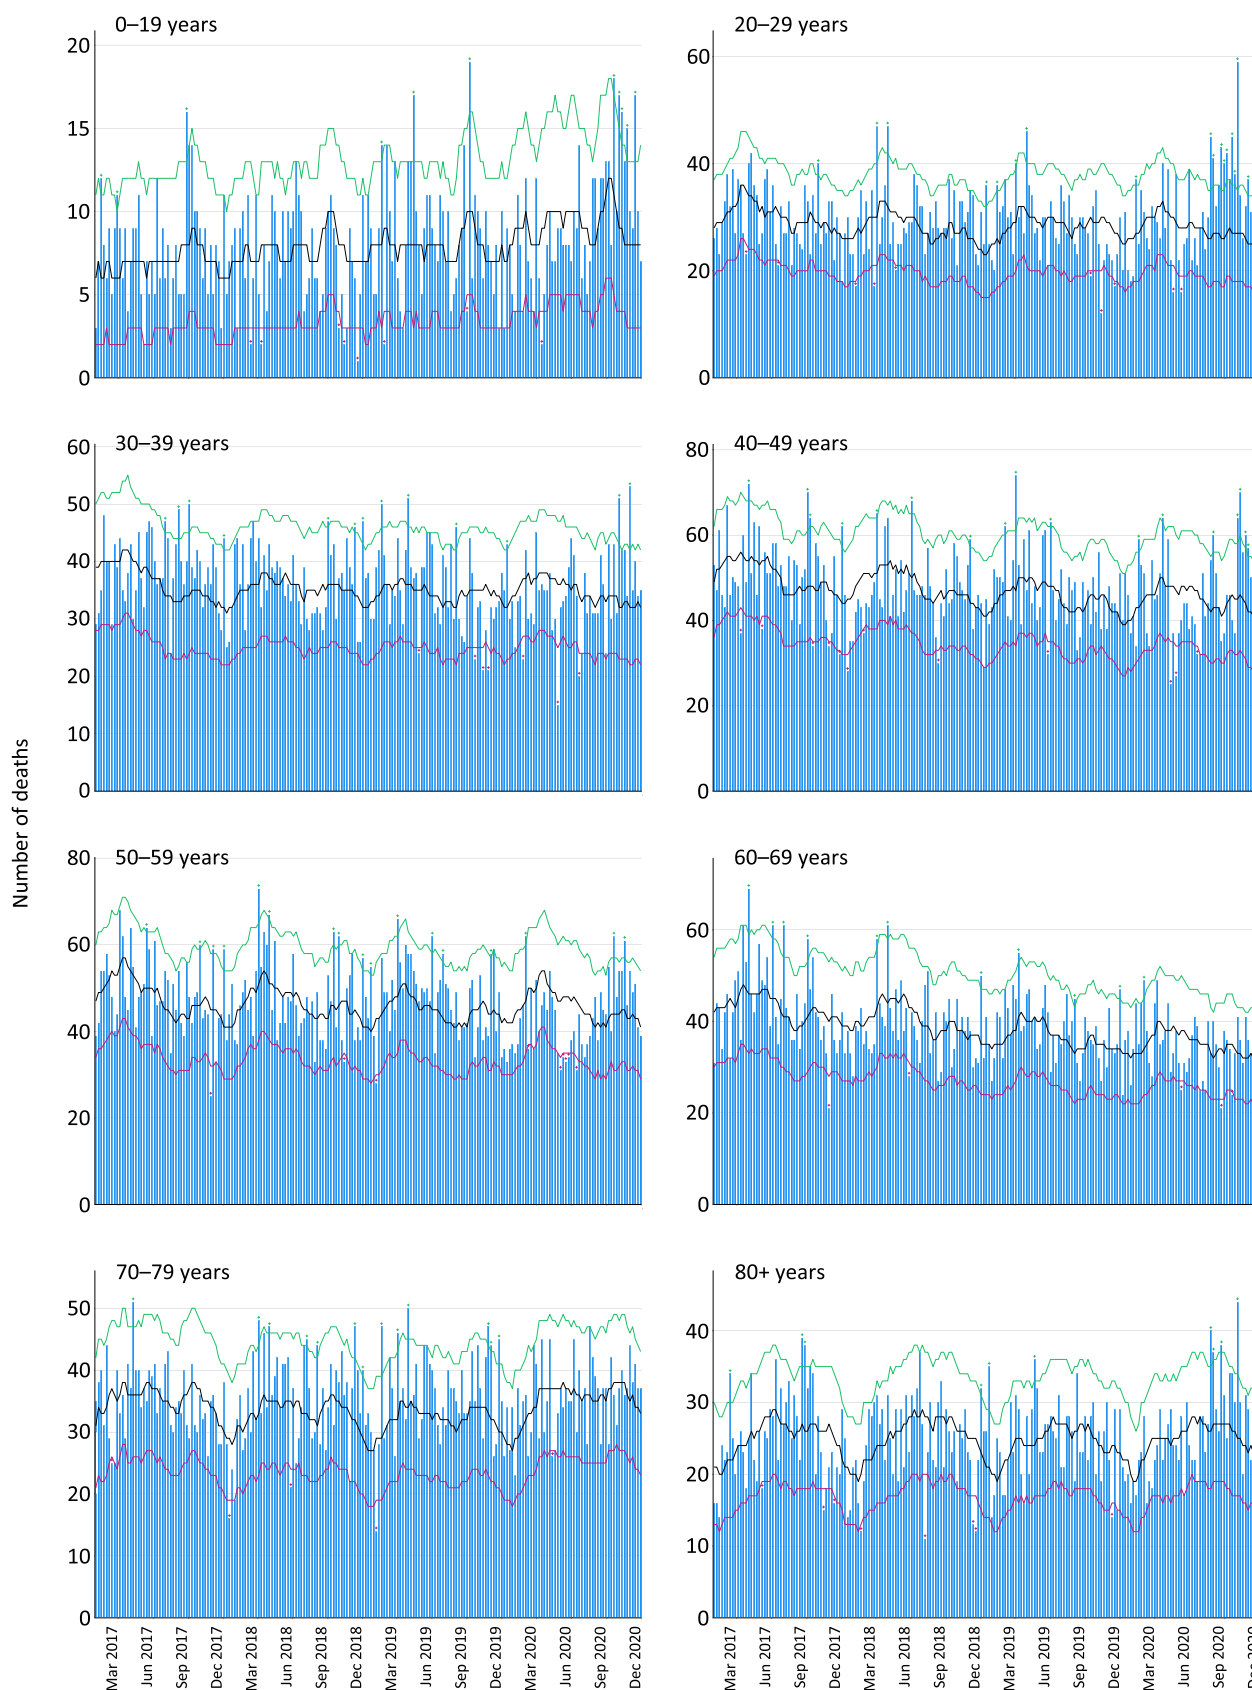 0–19 years
20
15
10
5
0
20–29 years
60
40
20
0
30–39 years
60
50
40
30
20
10
0
40–49 years
80
60
40
20
0
Number of deaths
50–59 years
80
60
40
20
0
60–69 years
60
40
20
0
70–79 years
50
40
30
20
10
0
80+ years
40
30
20
10
0
Mar 2017
Jun 2017
Sep 2017
Dec 2017
Mar 2018
Jun 2018
Sep 2018
Dec 2018
Mar 2019
Jun 2019
Sep 2019
Dec 2019
Mar 2020
Jun 2020
Sep 2020
Dec 2020
Mar 2017
Jun 2017
Sep 2017
Dec 2017
Mar 2018
Jun 2018
Sep 2018
Dec 2018
Mar 2019
Jun 2019
Sep 2019
Dec 2019
Mar 2020
Jun 2020
Sep 2020